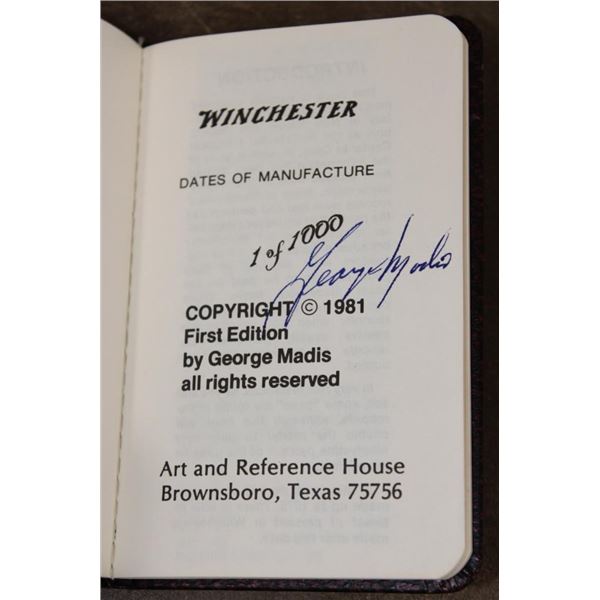 WINCHESTER
DATES OF MANUFACTURE
1 of 1000
George Madis
COPYRIGHT © 1981
First Edition
by George Madis
all rights reserved
Art and Reference House
Brownsboro, Texas 75756